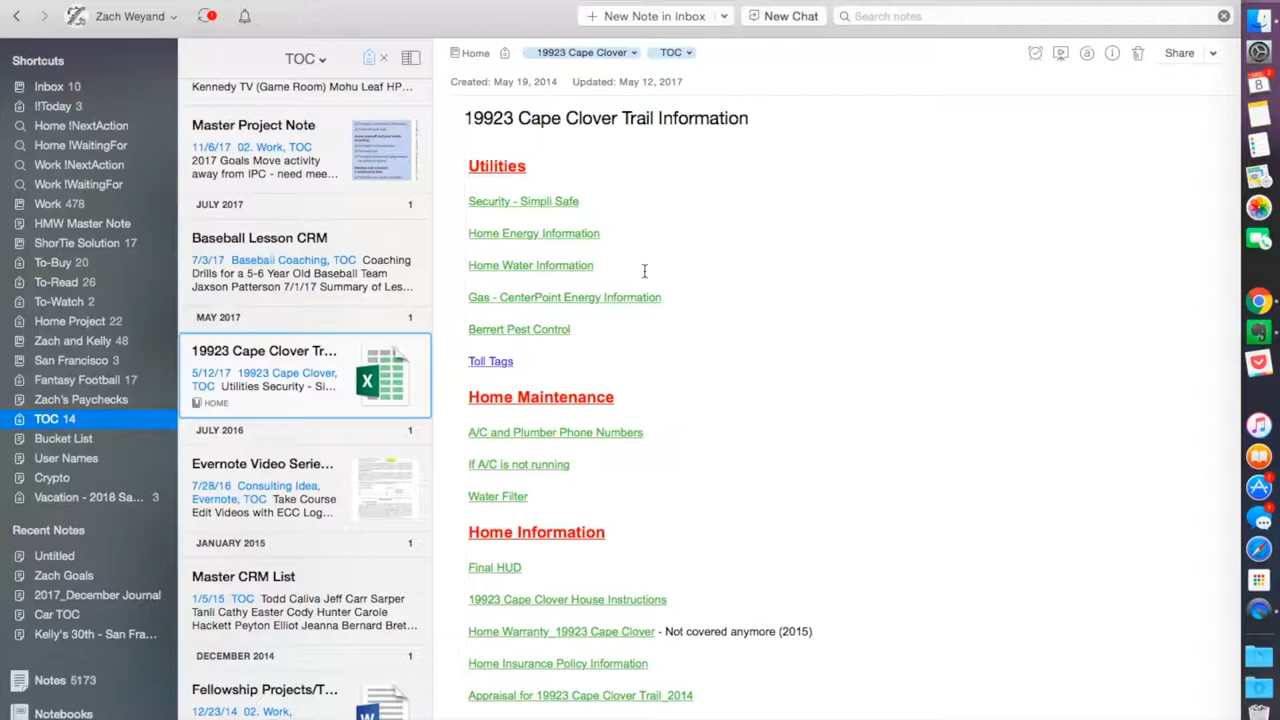 Zach Weyand
New Note in Inbox
New Chat
Search notes
Shortcuts
Inbox 10
!!Today 3
Home !NextAction
Home !WaitingFor
Work !NextAction
Work !WaitingFor
Work 478
HMW Master Note
ShorTie Solution 17
To-Buy 20
To-Read 26
To-Watch 2
Home Project 22
Zach and Kelly 48
San Francisco 3
Fantasy Football 17
Zach's Paychecks
TOC 14
Bucket List
User Names
Crypto
Vacation - 2018 Sa... 3
Recent Notes
Untitled
Zach Goals
2017_December Journal
Car TOC
Kelly's 30th - San Fra...
Notes 5173
Notebooks
TOC
Kennedy TV (Game Room) Mohu Leaf HP...
Master Project Note
11/6/17 02. Work, TOC
2017 Goals Move activity
away from IPC - need mee...
JULY 2017 1
Baseball Lesson CRM
7/3/17 Baseball Coaching, TOC Coaching
Drills for a 5-6 Year Old Baseball Team
Jaxson Patterson 7/1/17 Summary of Les...
MAY 2017 1
19923 Cape Clover Tr...
5/12/17 19923 Cape Clover,
TOC Utilities Security - Si...
HOME
JULY 2016 1
Evernote Video Serie...
7/28/16 Consulting Idea,
Evernote, TOC Take Course
Edit Videos with ECC Log...
JANUARY 2015 1
Master CRM List
1/5/15 TOC Todd Caliva Jeff Carr Sarper
Tanli Cathy Easter Cody Hunter Carole
Hackett Peyton Elliot Jeanna Bernard Bret...
DECEMBER 2014 1
Fellowship Projects/T...
12/23/14 02. Work,
Home
19923 Cape Clover
TOC
Share
Created: May 19, 2014 Updated: May 12, 2017
19923 Cape Clover Trail Information
Utilities
Security - Simpli Safe
Home Energy Information
Home Water Information
Gas - CenterPoint Energy Information
Berrert Pest Control
Toll Tags
Home Maintenance
A/C and Plumber Phone Numbers
If A/C is not running
Water Filter
Home Information
Final HUD
19923 Cape Clover House Instructions
Home Warranty_19923 Cape Clover - Not covered anymore (2015)
Home Insurance Policy Information
Appraisal for 19923 Cape Clover Trail_2014